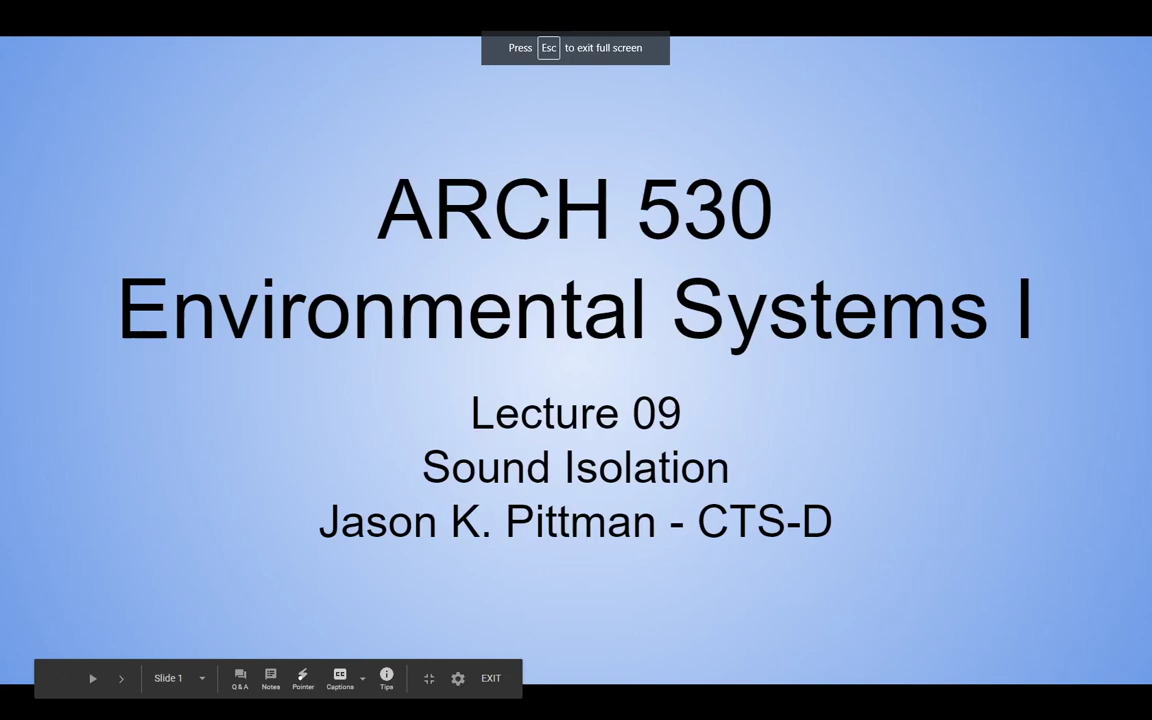 Press Esc to exit full screen
ARCH 530
Environmental Systems I
Lecture 09
Sound Isolation
Jason K. Pittman - CTS-D
Slide 1
Q & A
Notes
Pointer
CC
Captions
Tips
EXIT